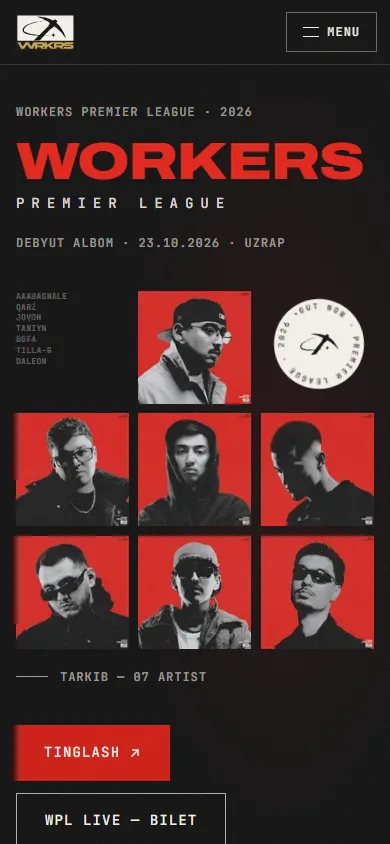 WRKRS
MENU
WORKERS PREMIER LEAGUE · 2026
WORKERS
PREMIER LEAGUE
DEBYUT ALBOM · 23.10.2026 · UZRAP
AAABAGNALE
QARZ
JOYON
TANIYN
BOFA
TILLA-G
DALEON
OUT NOW · PREMIER LEAGUE · 2026 ·
TARKIB — 07 ARTIST
TINGLASH ↗
WPL LIVE — BILET